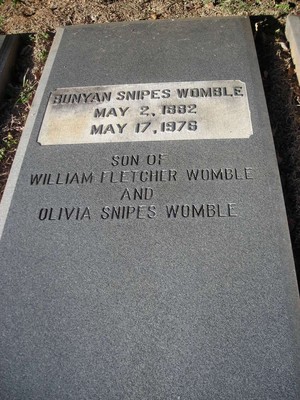 BUNYAN SNIPES WOMBLE
MAY 2, 1882
MAY 17, 1976
SON OF
WILLIAM FLETCHER WOMBLE
AND
OLIVIA SNIPES WOMBLE